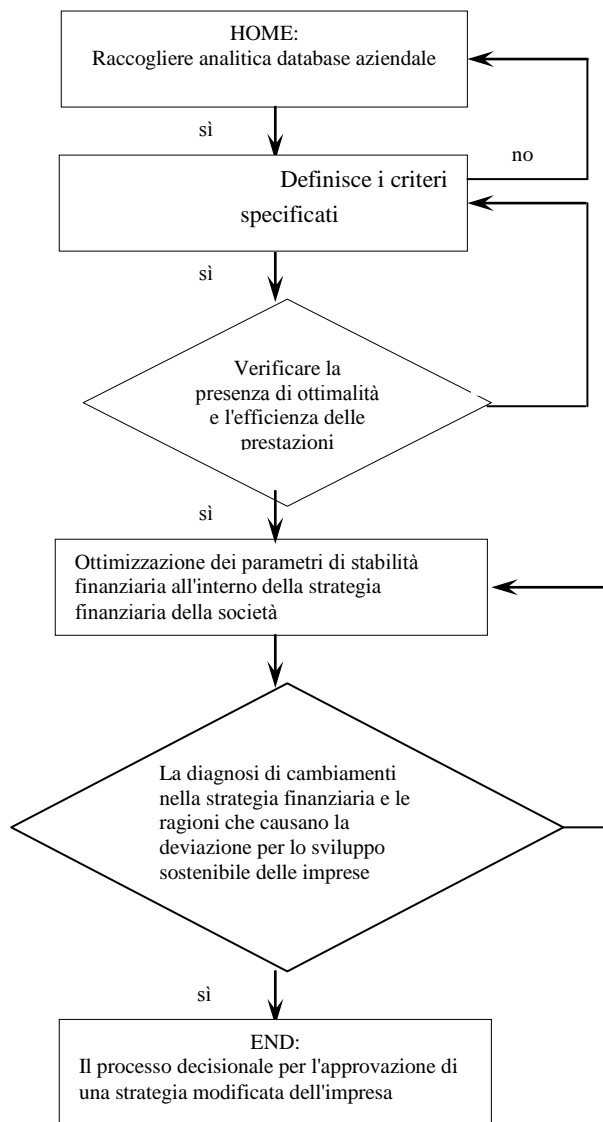 HOME:
Raccogliere analitica database aziendale
sì
no
Definisce i criteri
specificati
sì
Verificare la
presenza di ottimalità
e l'efficienza delle
prestazioni
sì
Ottimizzazione dei parametri di stabilità
finanziaria all'interno della strategia
finanziaria della società
La diagnosi di cambiamenti
nella strategia finanziaria e le
ragioni che causano la
deviazione per lo sviluppo
sostenibile delle imprese
sì
END:
Il processo decisionale per l'approvazione di
una strategia modificata dell'impresa